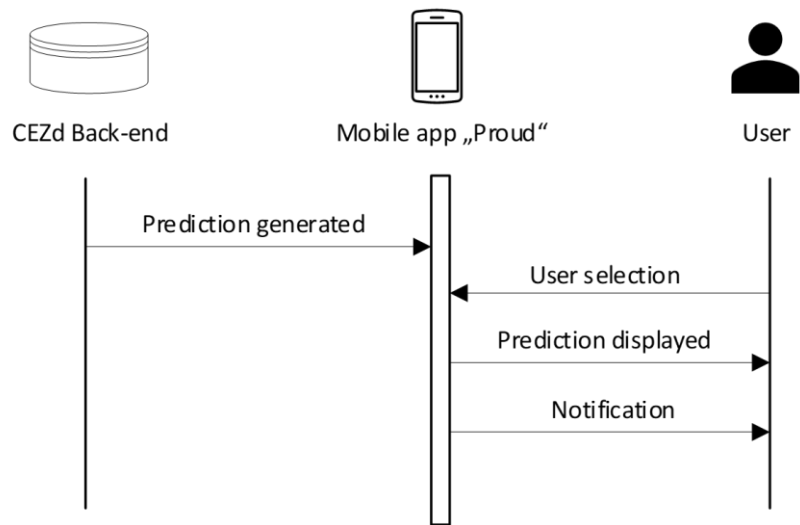 CEZd Back-end
Mobile app „Proud“
User
Prediction generated
User selection
Prediction displayed
Notification